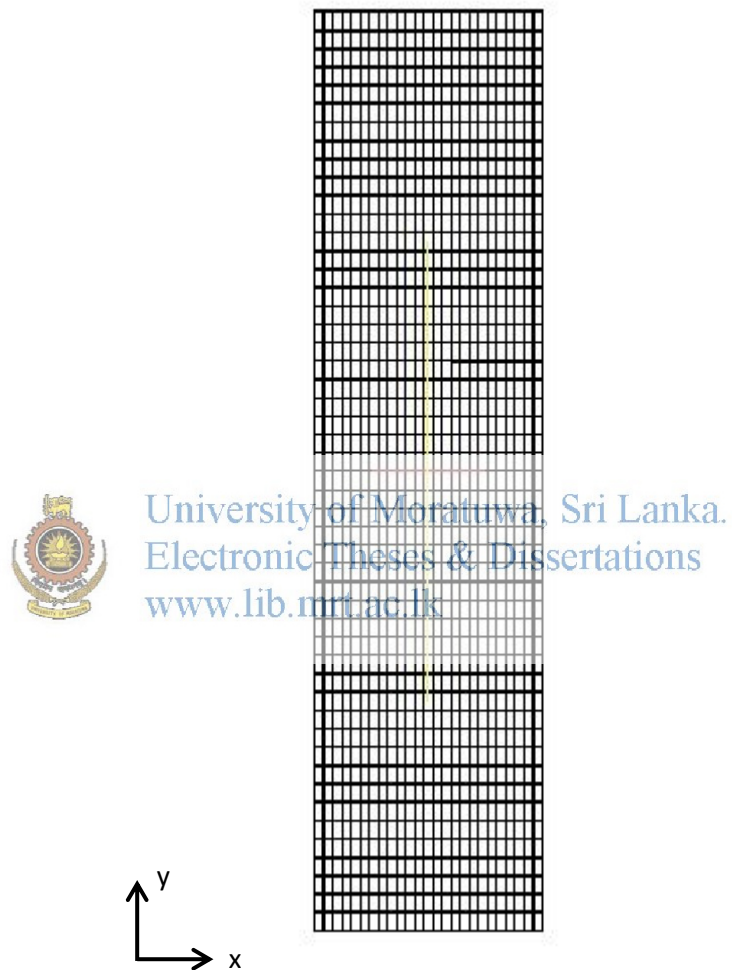 University of Moratuwa, Sri Lanka.
Electronic Theses & Dissertations
www.lib.mrt.ac.lk
y
x